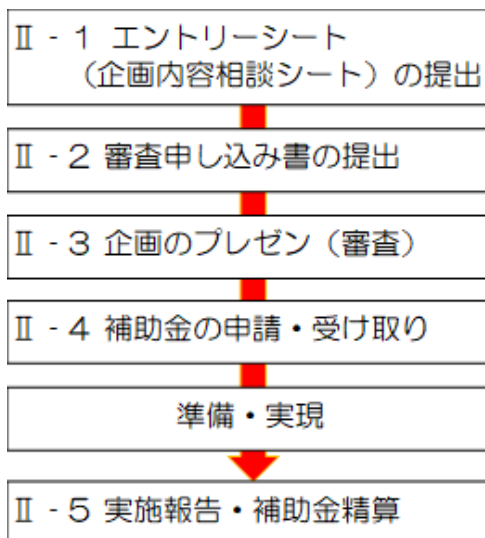 Ⅱ - 1 エントリーシート
（企画内容相談シート）の提出
Ⅱ - 2 審査申し込み書の提出
Ⅱ - 3 企画のプレゼン（審査）
Ⅱ - 4 補助金の申請・受け取り
準備・実現
Ⅱ - 5 実施報告・補助金精算